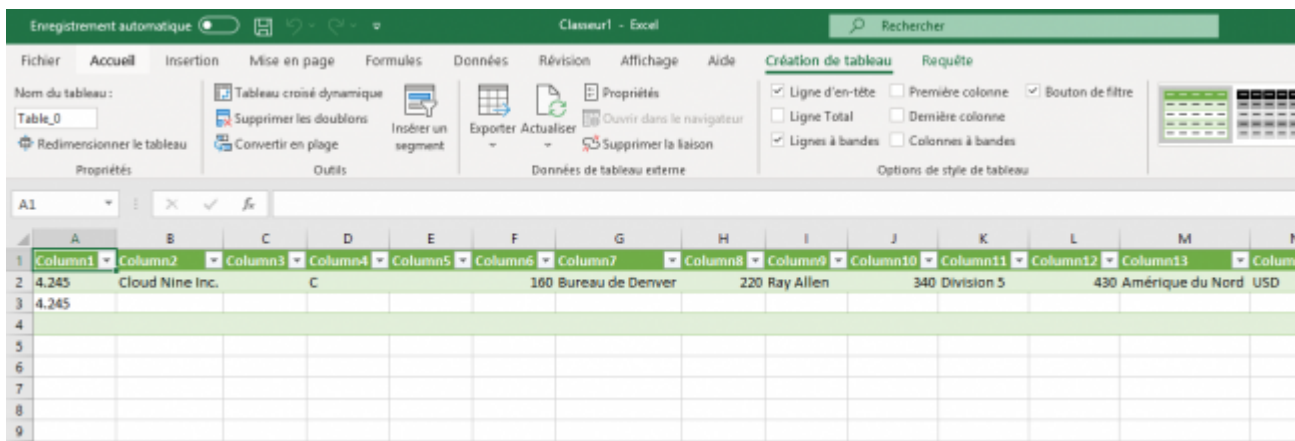 Enregistrement automatique Classeur1 - Excel Rechercher
Fichier Accueil Insertion Mise en page Formules Données Révision Affichage Aide Création de tableau Requête
Nom du tableau : Tableau croisé dynamique Propriétés Ligne d'en-tête Première colonne Bouton de filtre
Table_0 Supprimer les doublons Insérer un segment Exporter Actualiser Ouvrir dans le navigateur Ligne Total Dernière colonne
Redimensionner le tableau Convertir en plage Supprimer la liaison Lignes à bandes Colonnes à bandes
Propriétés Outils Données de tableau externe Options de style de tableau
A1 fx
A B C D E F G H I J K L M
1 Column1 Column2 Column3 Column4 Column5 Column6 Column7 Column8 Column9 Column10 Column11 Column12 Column13 Colum
2 4.245 Cloud Nine Inc. C 160 Bureau de Denver 220 Ray Allen 340 Division 5 430 Amérique du Nord USD
3 4.245
4
5
6
7
8
9